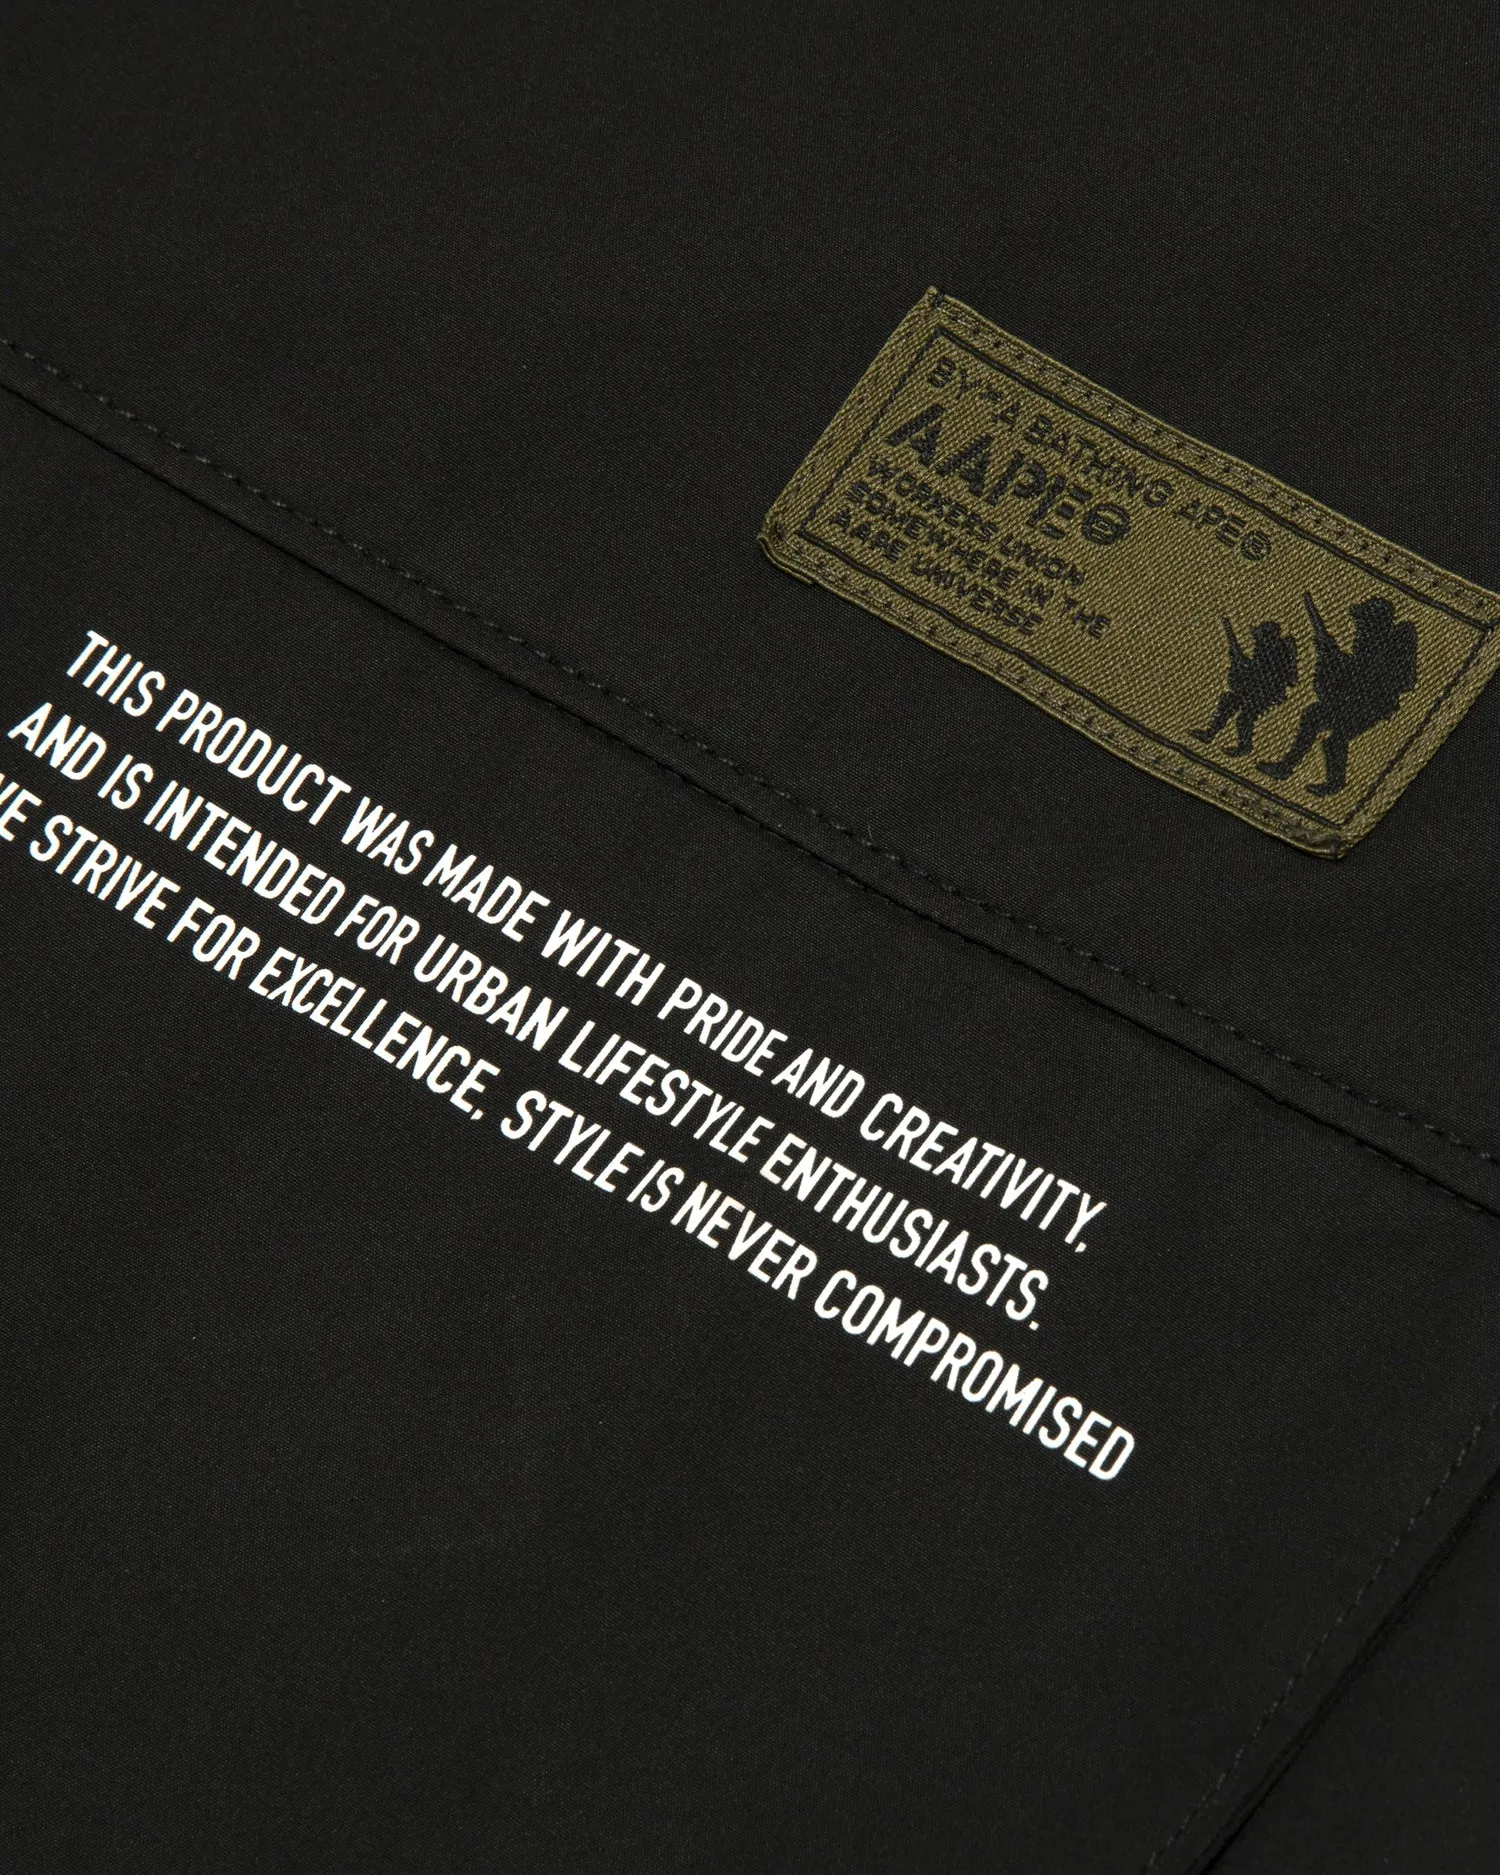 BY *A BATHING APE®
AAPE®
WORKERS UNION
SOMEWHERE IN THE
AAPE UNIVERSE
THIS PRODUCT WAS MADE WITH PRIDE AND CREATIVITY,
AND IS INTENDED FOR URBAN LIFESTYLE ENTHUSIASTS.
STRIVE FOR EXCELLENCE, STYLE IS NEVER COMPROMISED